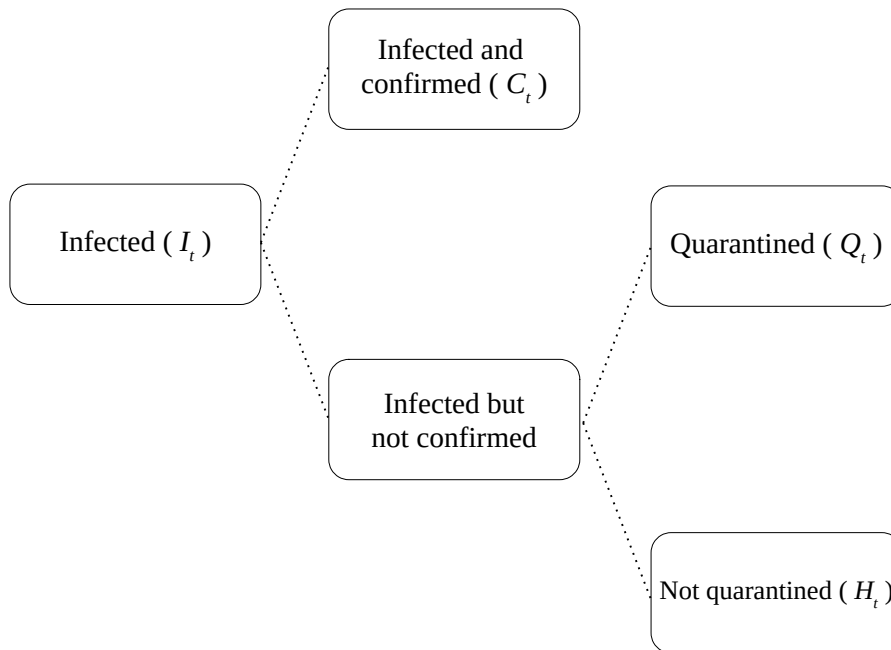 Infected and
confirmed ( C_t )
Infected ( I_t )
Quarantined ( Q_t )
Infected but
not confirmed
Not quarantined ( H_t )